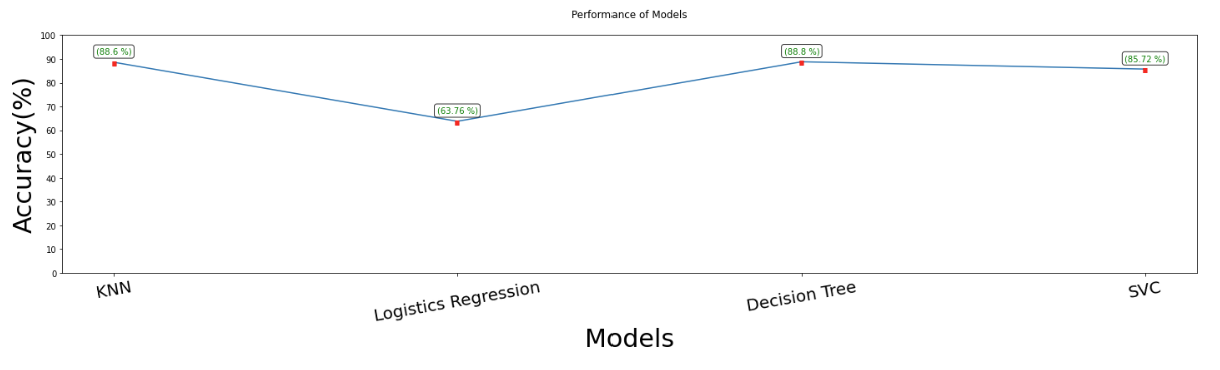 Performance of Models
Accuracy(%)
100
90
80
70
60
50
40
30
20
10
0
(88.6 %)
(63.76 %)
(88.8 %)
(85.72 %)
KNN
Logistics Regression
Decision Tree
SVC
Models